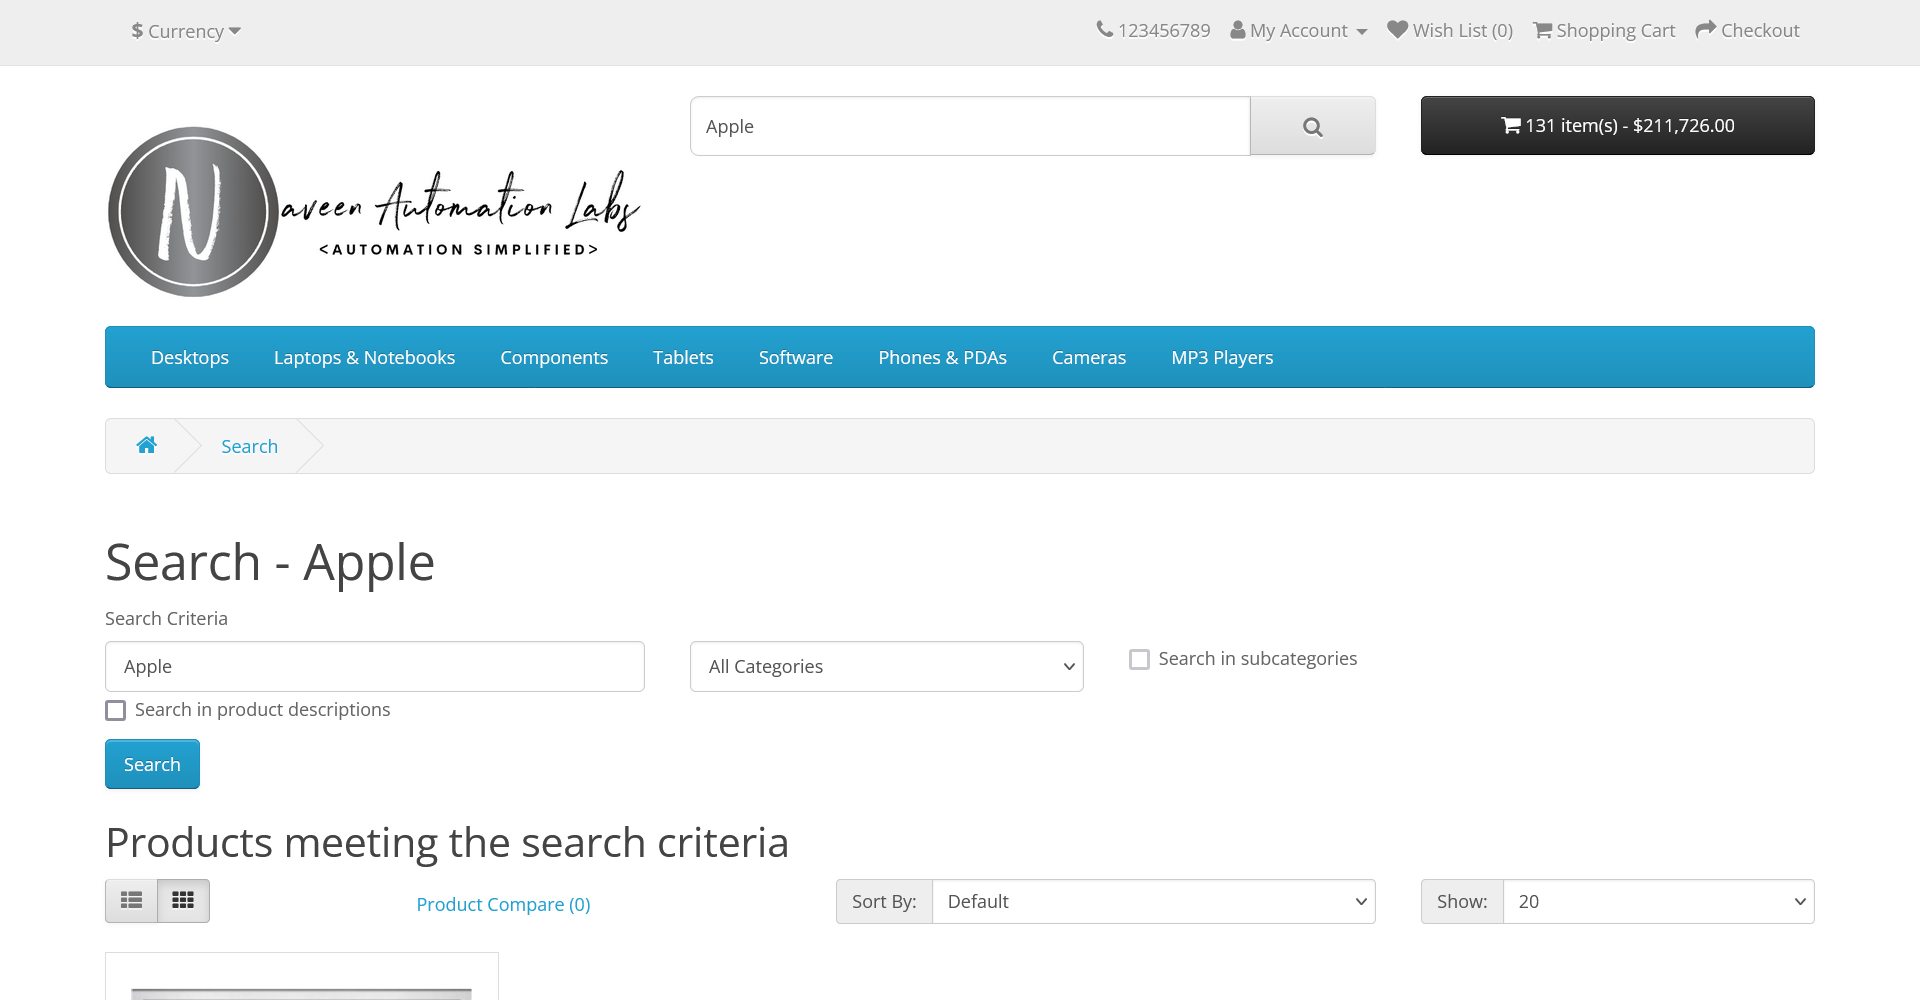 $ Currency
123456789 My Account Wish List (0) Shopping Cart Checkout
Apple
131 item(s) - $211,726.00
N aveen Automation Labs
<AUTOMATION SIMPLIFIED>
Desktops Laptops & Notebooks Components Tablets Software Phones & PDAs Cameras MP3 Players
Search
Search - Apple
Search Criteria
Apple
All Categories
Search in subcategories
Search in product descriptions
Search
Products meeting the search criteria
Product Compare (0)
Sort By: Default
Show: 20